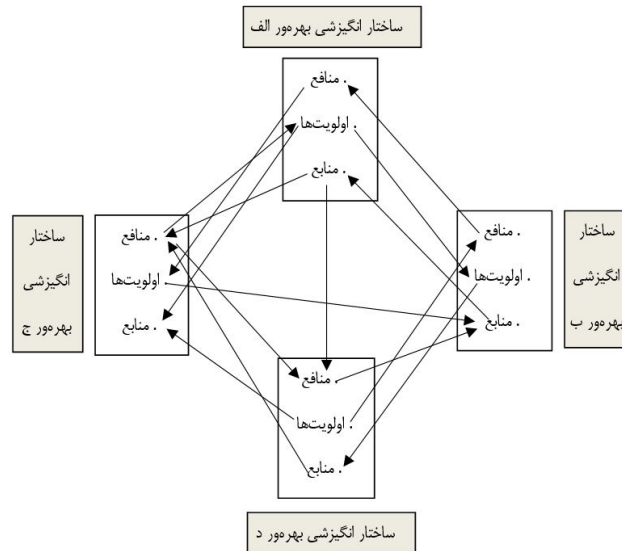 ساختار انگیزشی بهره‌ور الف
. منافع
. اولویت‌ها
. منابع
ساختار
انگیزشی
بهره‌ور ب
. منافع
. اولویت‌ها
. منابع
. منافع
. اولویت‌ها
. منابع
ساختار
انگیزشی
بهره‌ور ج
. منافع
. اولویت‌ها
. منابع
ساختار انگیزشی بهره‌ور د